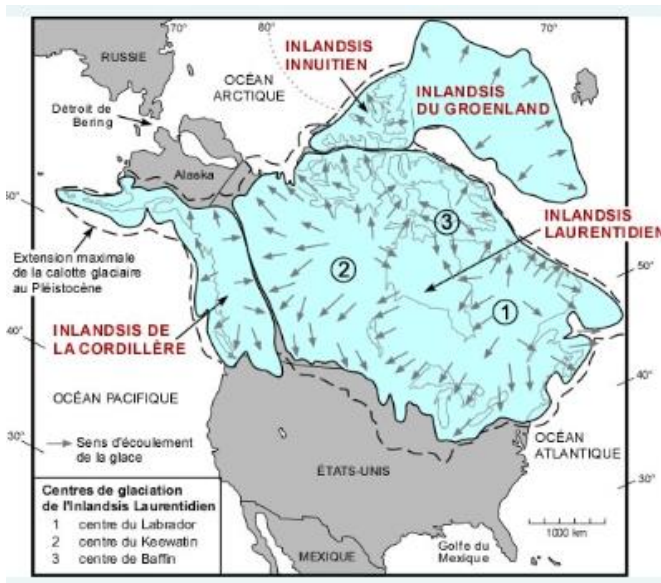 70°
80°
70°
RUSSIE
OCÉAN
ARCTIQUE
INLANDSIS
INNUITIEN
INLANDSIS
DU GROENLAND
Détroit de
Bering
Alaska
50°
3
INLANDSIS
LAURENTIDIEN
Extension maximale
de la calotte glaciaire
au Pléistocène
2
50°
1
INLANDSIS DE
LA CORDILLÈRE
40°
40°
OCÉAN PACIFIQUE
30°
Sens d'écoulement
de la glace
ÉTATS-UNIS
OCÉAN
ATLANTIQUE
30°
Centres de glaciation
de l'Inlandsis Laurentidien
1 centre du Labrador
2 centre du Keewatin
3 centre de Baffin
1000 km
MEXIQUE
Golfe du
Mexique